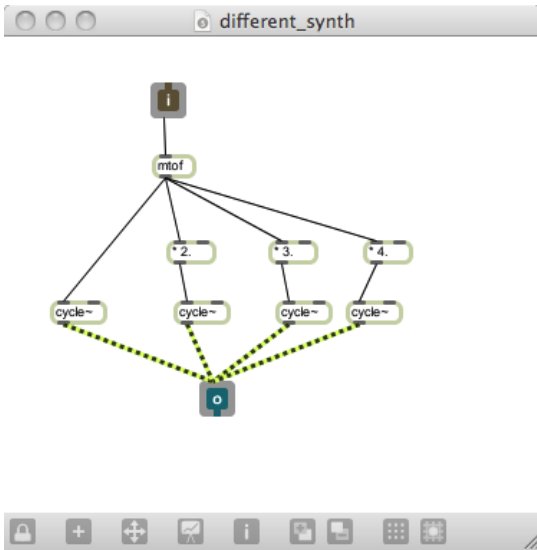 different_synth
i
mtof
* 2.
* 3.
* 4.
cycle~
cycle~
cycle~
cycle~
o
i